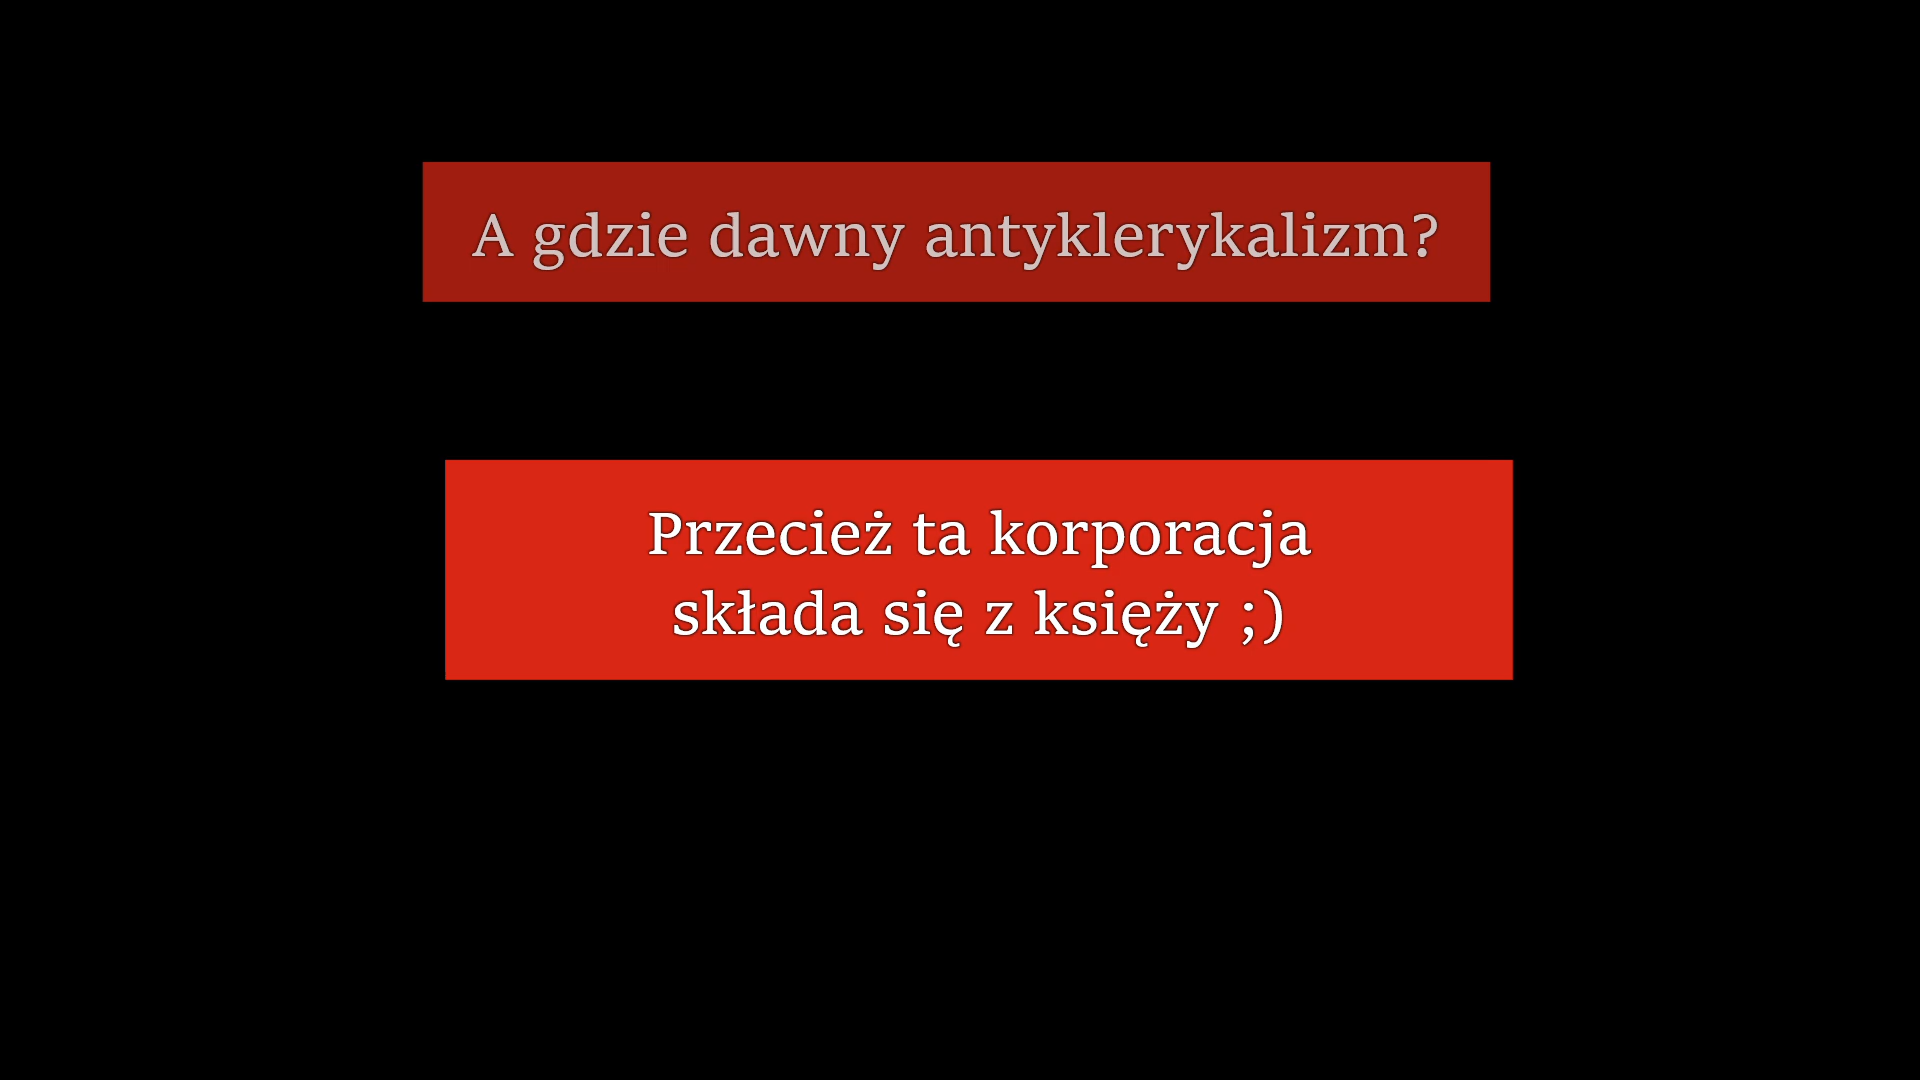 A gdzie dawny antyklerykalizm?
Przecież ta korporacja
składa się z księży ;)